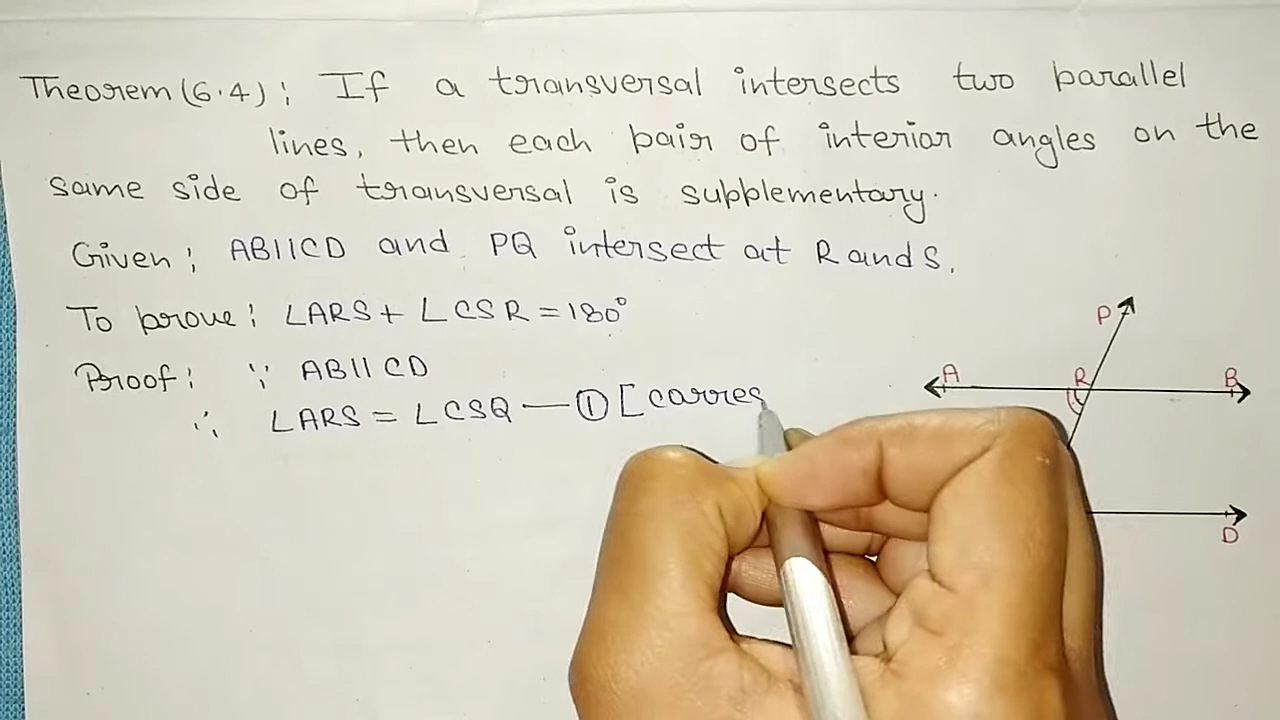 Theorem (6.4) : If a transversal intersects two parallel
lines, then each pair of interior angles on the
same side of transversal is supplementary.
Given : AB||CD and PQ intersect at R and S.
To prove : ∠ARS + ∠CSR = 180°
Proof : ∵ AB||CD
∴ ∠ARS = ∠CSQ — ① [carres
P
A R B
D